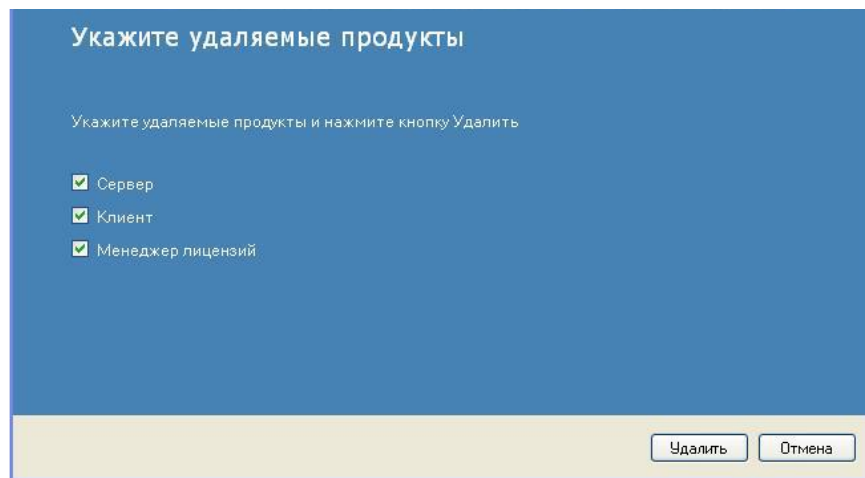 Укажите удаляемые продукты
Укажите удаляемые продукты и нажмите кнопку Удалить
Сервер
Клиент
Менеджер лицензий
Удалить
Отмена